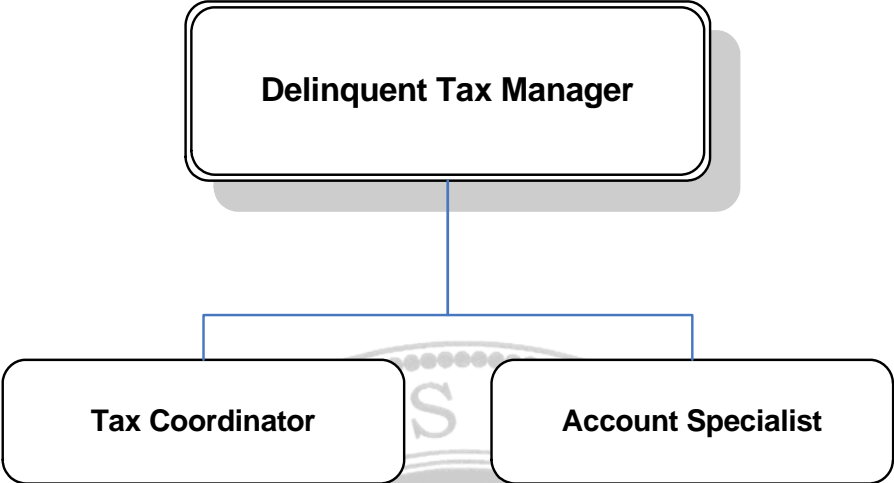 Delinquent Tax Manager
Tax Coordinator
Account Specialist
S